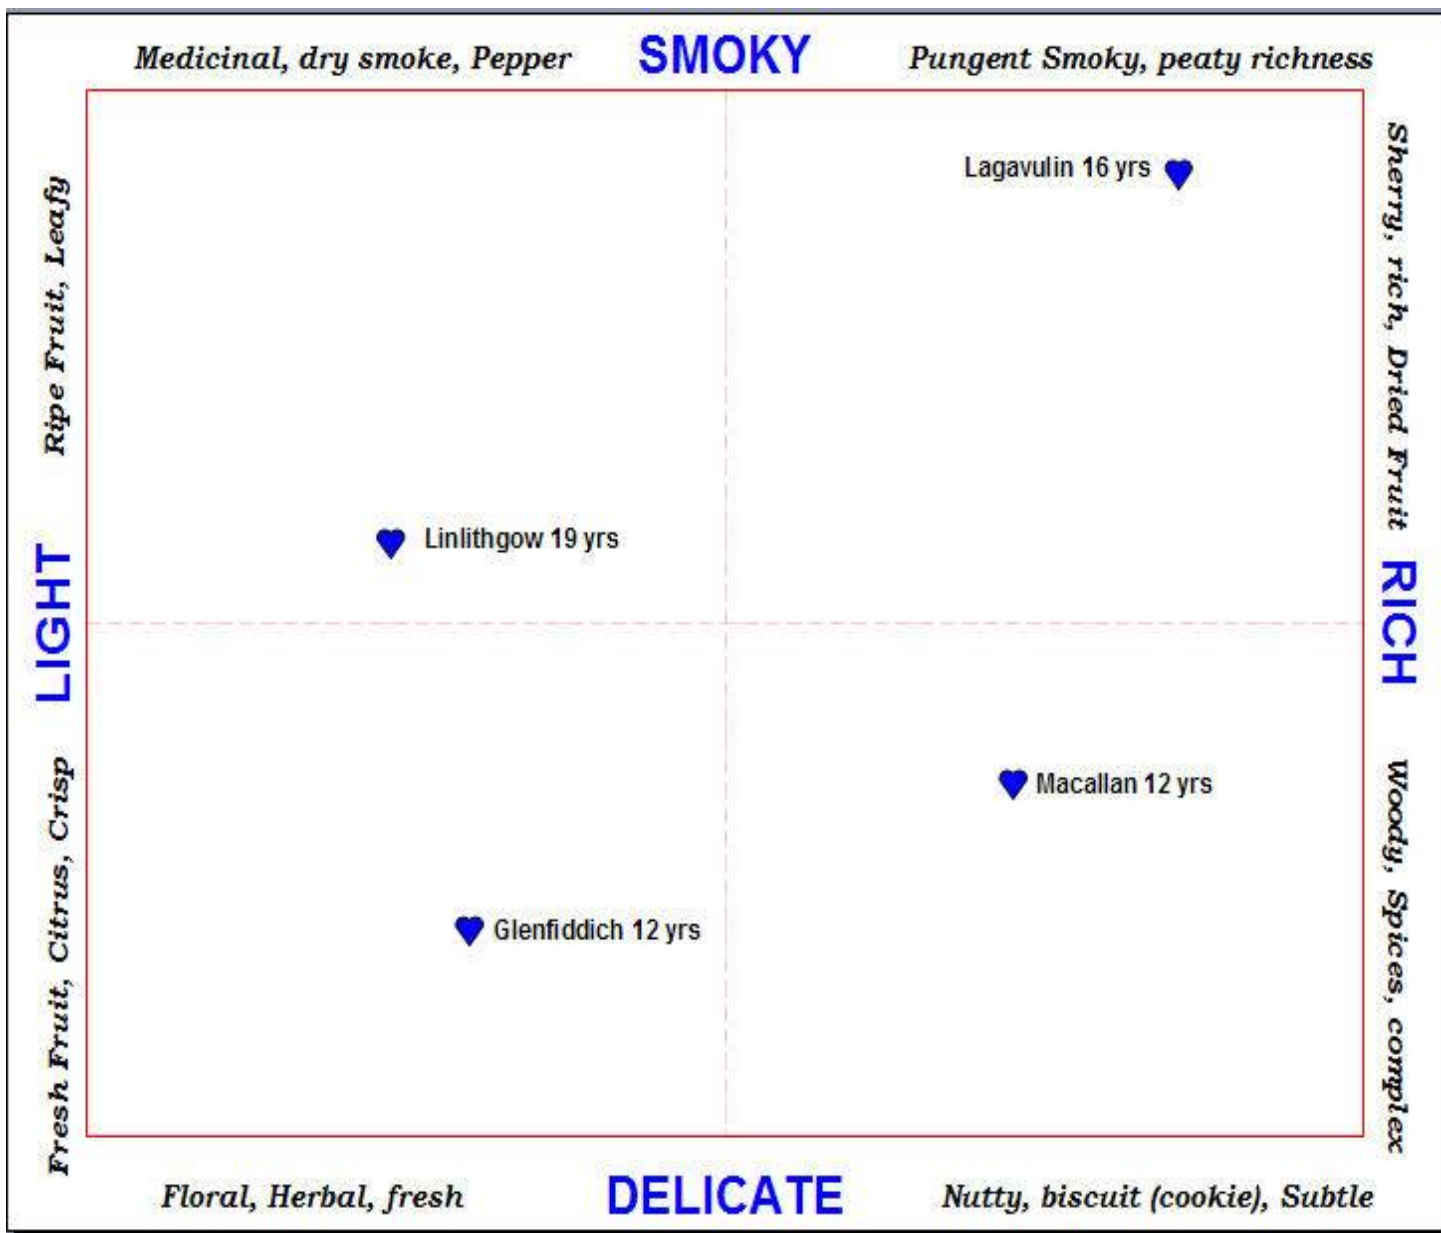 Medicinal, dry smoke, Pepper
SMOKY
Pungent Smoky, peaty richness
Ripe Fruit, Leafy
Lagavulin 16 yrs
Sherry, rich, Dried Fruit
Linlithgow 19 yrs
LIGHT
RICH
Fresh Fruit, Citrus, Crisp
Macallan 12 yrs
Glenfiddich 12 yrs
Woody, Spices, complex
Floral, Herbal, fresh
DELICATE
Nutty, biscuit (cookie), Subtle